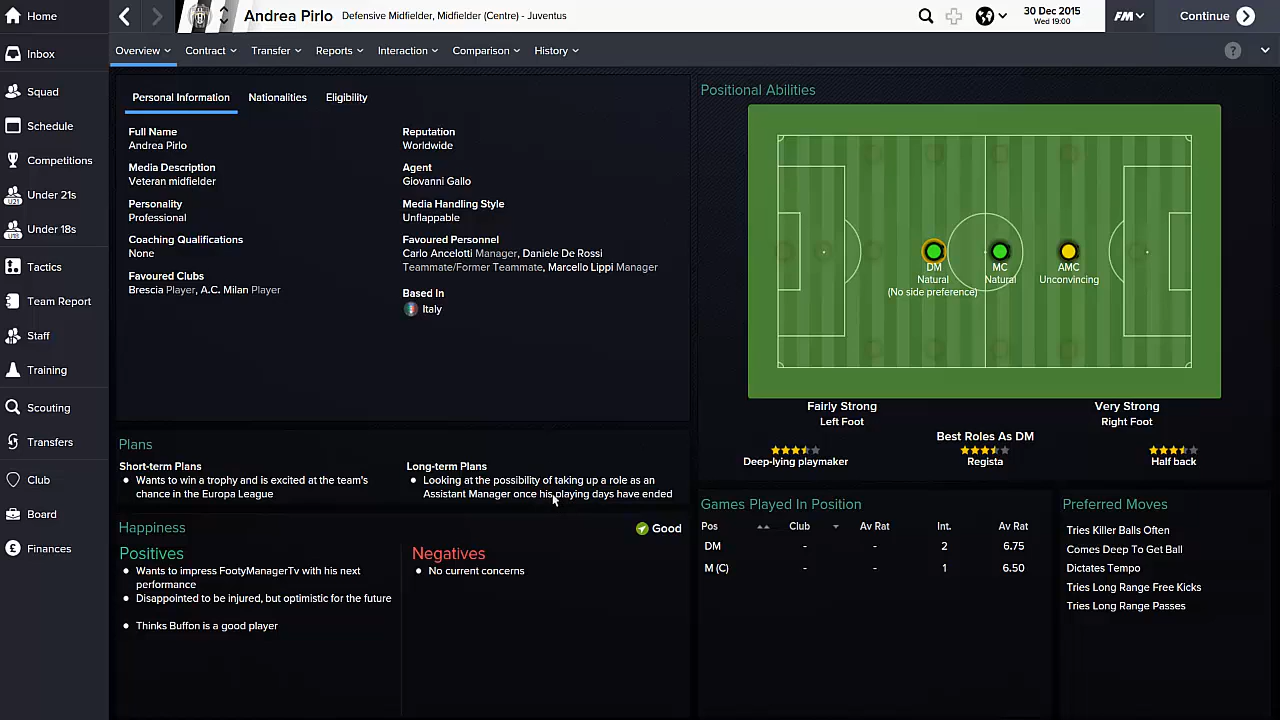 Home
Andrea Pirlo
Defensive Midfielder, Midfielder (Centre) - Juventus
30 Dec 2015
Wed 19:00
FM
Continue
Inbox
Squad
Schedule
Competitions
Under 21s
U21
Under 18s
U18
Tactics
Team Report
Staff
Training
Scouting
Transfers
Club
Board
Finances
Overview
Contract
Transfer
Reports
Interaction
Comparison
History
?
Personal Information
Nationalities
Eligibility
Full Name
Andrea Pirlo
Media Description
Veteran midfielder
Personality
Professional
Coaching Qualifications
None
Favoured Clubs
Brescia Player, A.C. Milan Player
Reputation
Worldwide
Agent
Giovanni Gallo
Media Handling Style
Unflappable
Favoured Personnel
Carlo Ancelotti Manager, Daniele De Rossi
Teammate/Former Teammate, Marcello Lippi Manager
Based In
Italy
Plans
Short-term Plans
Wants to win a trophy and is excited at the team's
chance in the Europa League
Long-term Plans
Looking at the possibility of taking up a role as an
Assistant Manager once his playing days have ended
Happiness
Good
Positives
Wants to impress FootyManagerTv with his next
performance
Disappointed to be injured, but optimistic for the future
Thinks Buffon is a good player
Negatives
No current concerns
Positional Abilities
DM
Natural
(No side preference)
MC
Natural
AMC
Unconvincing
Fairly Strong
Left Foot
Very Strong
Right Foot
Best Roles As DM
Deep-lying playmaker
Regista
Half back
Games Played In Position
Pos Club Av Rat Int. Av Rat
DM - - 2 6.75
M (C) - - 1 6.50
Preferred Moves
Tries Killer Balls Often
Comes Deep To Get Ball
Dictates Tempo
Tries Long Range Free Kicks
Tries Long Range Passes